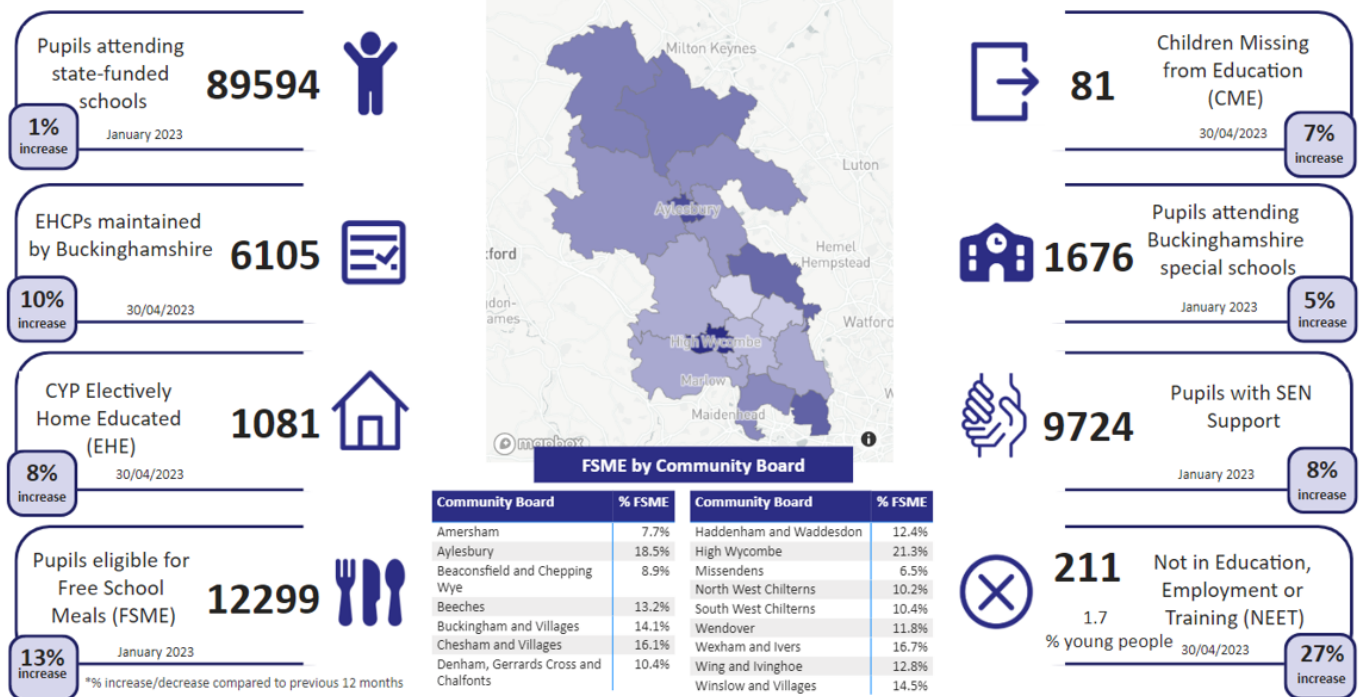 Pupils attending
state-funded
schools
89594
January 2023
1%
increase
EHCPs maintained
by Buckinghamshire
6105
30/04/2023
10%
increase
CYP Electively
Home Educated
(EHE)
1081
30/04/2023
8%
increase
Pupils eligible for
Free School
Meals (FSME)
12299
January 2023
13%
increase
*% increase/decrease compared to previous 12 months
Milton Keynes
Luton
Aylesbury
xford
Hemel
Hempstead
Watford
High Wycombe
Marlow
Maidenhead
mapbox
FSME by Community Board
Community Board % FSME
Amersham 7.7%
Aylesbury 18.5%
Beaconsfield and Chepping 8.9%
Wye
Beeches 13.2%
Buckingham and Villages 14.1%
Chesham and Villages 16.1%
Denham, Gerrards Cross and 10.4%
Chalfonts
Community Board % FSME
Haddenham and Waddesdon 12.4%
High Wycombe 21.3%
Missendens 6.5%
North West Chilterns 10.2%
South West Chilterns 10.4%
Wendover 11.8%
Wexham and Ivers 16.7%
Wing and Ivinghoe 12.8%
Winslow and Villages 14.5%
81
Children Missing
from Education
(CME)
30/04/2023
7%
increase
1676
Pupils attending
Buckinghamshire
special schools
January 2023
5%
increase
9724
Pupils with SEN
Support
January 2023
8%
increase
211
1.7
% young people
Not in Education,
Employment or
Training (NEET)
30/04/2023
27%
increase